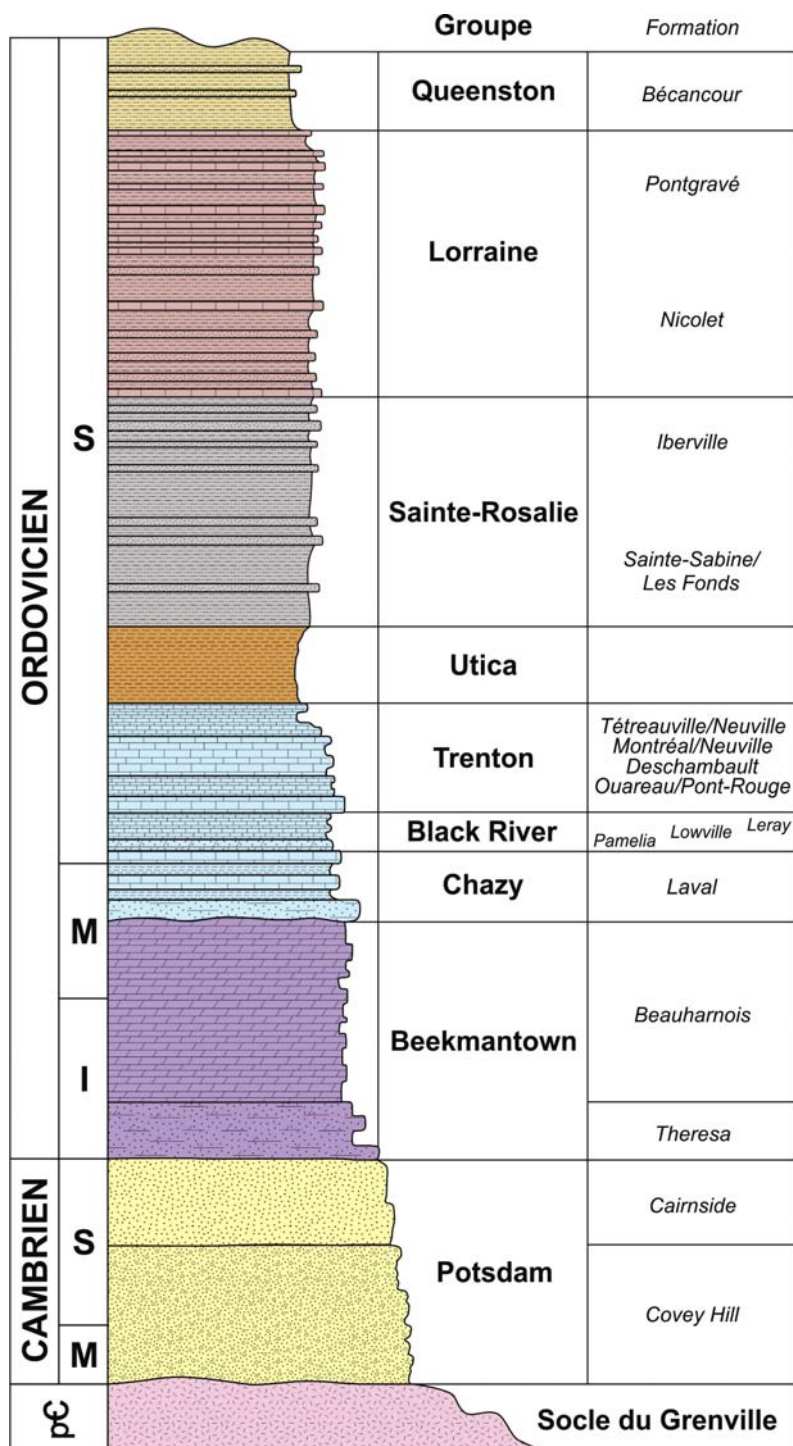 Groupe Formation
Queenston Bécancour
Pontgravé
Lorraine
Nicolet
S
Iberville
Sainte-Rosalie
Sainte-Sabine/
Les Fonds
ORDOVICIEN
Utica
Trenton
Tétreauville/Neuville
Montréal/Neuville
Deschambault
Ouareau/Pont-Rouge
Black River
Pamelia Lowville Leray
Chazy Laval
M
Beauharnois
Beekmantown
I
Theresa
Cairnside
S
CAMBRIEN
Potsdam
Covey Hill
M
pЄ
Socle du Grenville